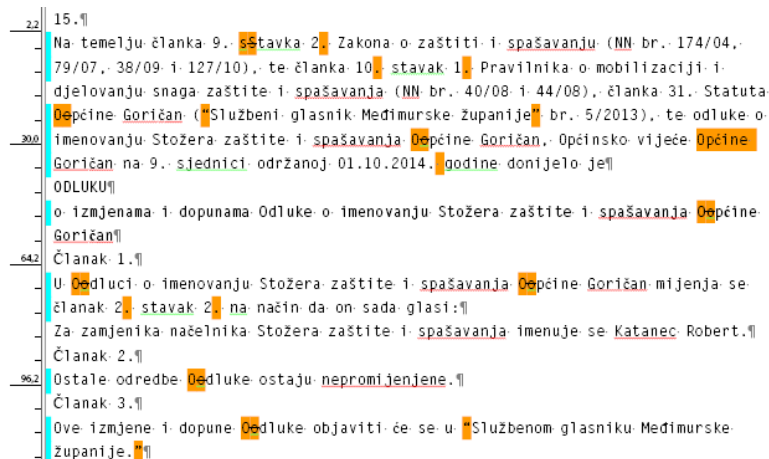 15.¶
2,2
Na temelju članka 9. sStavka 2. Zakona o zaštiti i spašavanju (NN br. 174/04,
79/07, 38/09 i 127/10), te članka 10. stavak 1. Pravilnika o mobilizaciji i
djelovanju snaga zaštite i spašavanja (NN br. 40/08 i 44/08), članka 31. Statuta
Oopćine Goričan (“Službeni glasnik Međimurske županije” br. 5/2013), te odluke o
30,0
imenovanju Stožera zaštite i spašavanja Oopćine Goričan, Općinsko vijeće Općine
Goričan na 9. sjednici održanoj 01.10.2014. godine donijelo je¶
ODLUKU¶
o izmjenama i dopunama Odluke o imenovanju Stožera zaštite i spašavanja Oopćine
Goričan¶
64,2
Članak 1.¶
U Oodluci o imenovanju Stožera zaštite i spašavanja Oopćine Goričan mijenja se
članak 2. stavak 2. na način da on sada glasi:¶
Za zamjenika načelnika Stožera zaštite i spašavanja imenuje se Katanec Robert.¶
Članak 2.¶
96,2
Ostale odredbe Oodluke ostaju nepromijenjene.¶
Članak 3.¶
Ove izmjene i dopune Oodluke objaviti će se u “Službenom glasniku Međimurske
županije.”¶